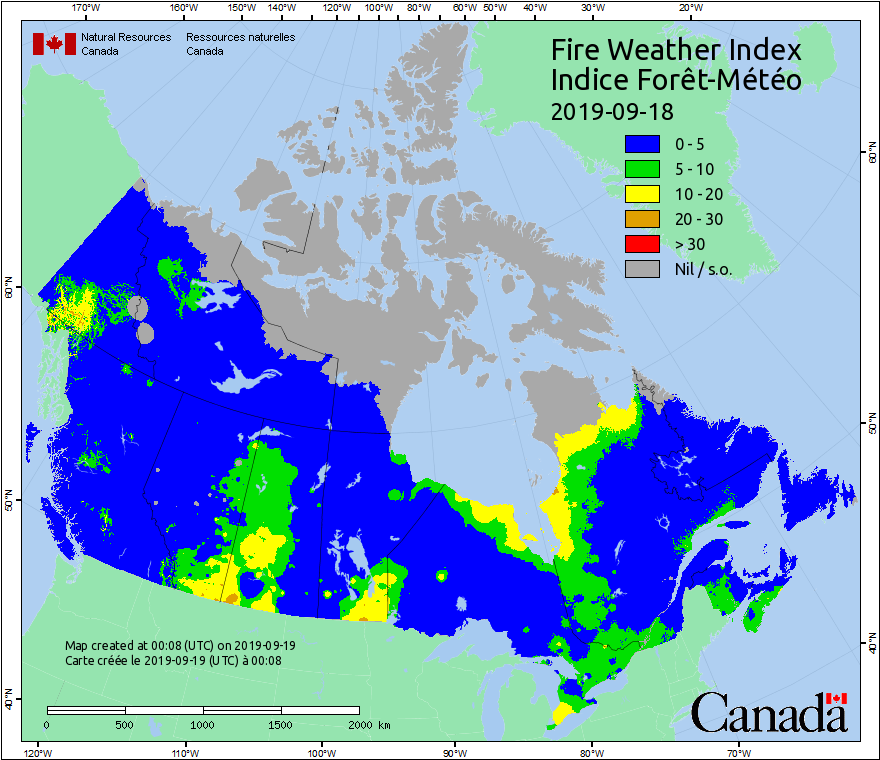 170°W 160°W 150°W 140°W 130°W 120°W 110°W 100°W 90°W 80°W 70°W 60°W 50°W 40°W 30°W 20°W
Natural Resources Ressources naturelles
Canada Canada
Fire Weather Index
Indice Forêt-Météo
2019-09-18
0 - 5
5 - 10
10 - 20
20 - 30
> 30
Nil / s.o.
60°N 60°N
50°N 50°N
40°N 40°N
Map created at 00:08 (UTC) on 2019-09-19
Carte créée le 2019-09-19 (UTC) à 00:08
0 500 1000 1500 2000 km
Canada
120°W 110°W 100°W 90°W 80°W 70°W